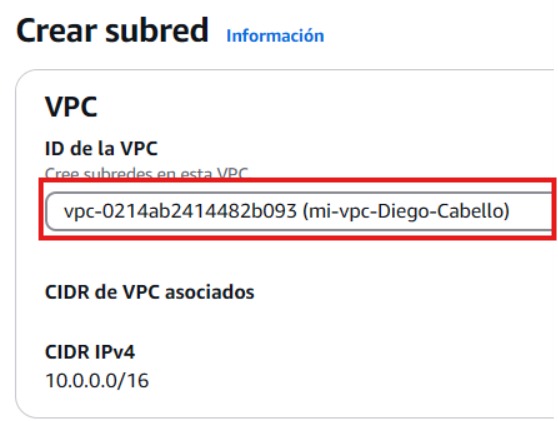 Crear subred Información
VPC
ID de la VPC
Cree subredes en esta VPC
vpc-0214ab2414482b093 (mi-vpc-Diego-Cabello)
CIDR de VPC asociados
CIDR IPv4
10.0.0.0/16